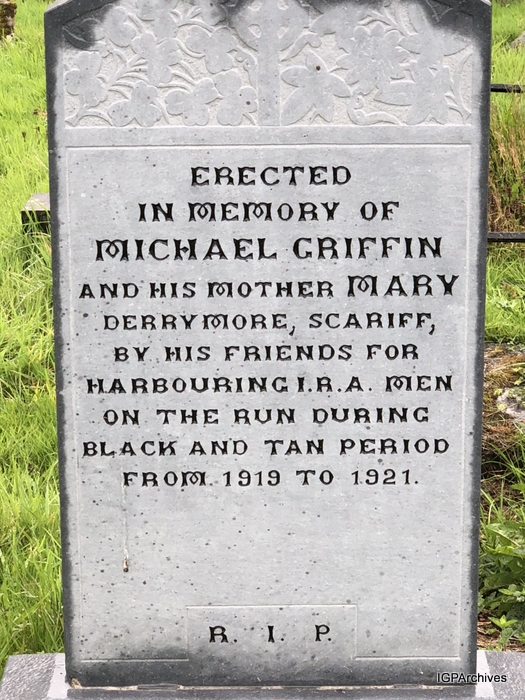 ERECTED
IN MEMORY OF
MICHAEL GRIFFIN
AND HIS MOTHER MARY
DERRYMORE, SCARIFF,
BY HIS FRIENDS FOR
HARBOURING I.R.A. MEN
ON THE RUN DURING
BLACK AND TAN PERIOD
FROM 1919 TO 1921.
R. I. P.
IGPArchives